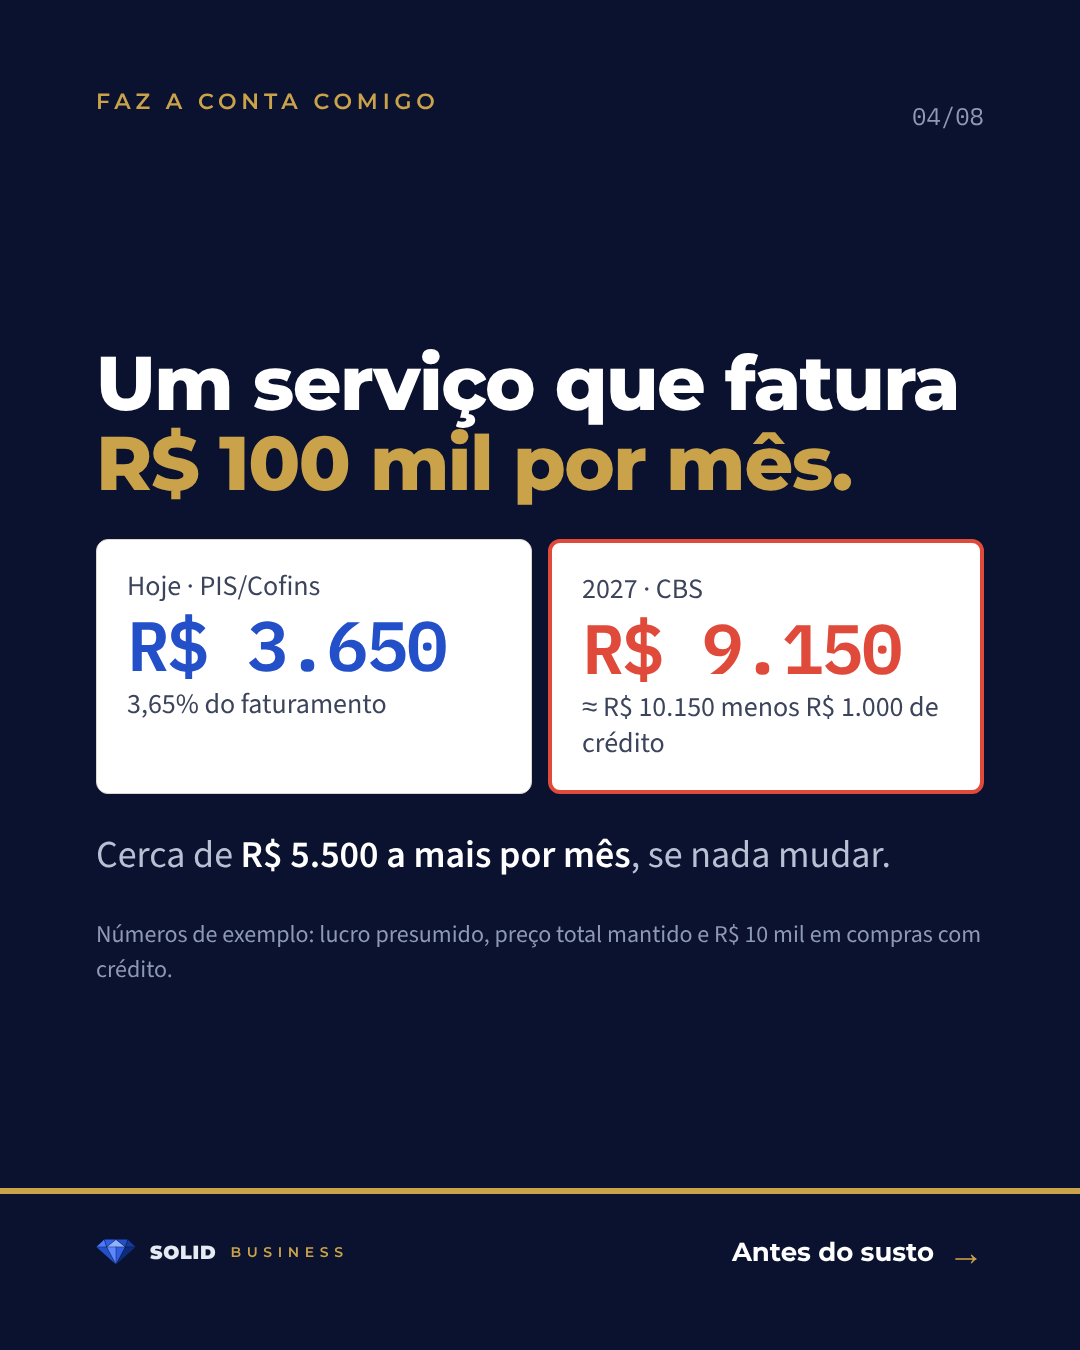 FAZ A CONTA COMIGO
04/08
Um serviço que fatura
R$ 100 mil por mês.
Hoje · PIS/Cofins
R$ 3.650
3,65% do faturamento
2027 · CBS
R$ 9.150
≈ R$ 10.150 menos R$ 1.000 de
crédito
Cerca de R$ 5.500 a mais por mês, se nada mudar.
Números de exemplo: lucro presumido, preço total mantido e R$ 10 mil em compras com
crédito.
SOLID BUSINESS
Antes do susto →